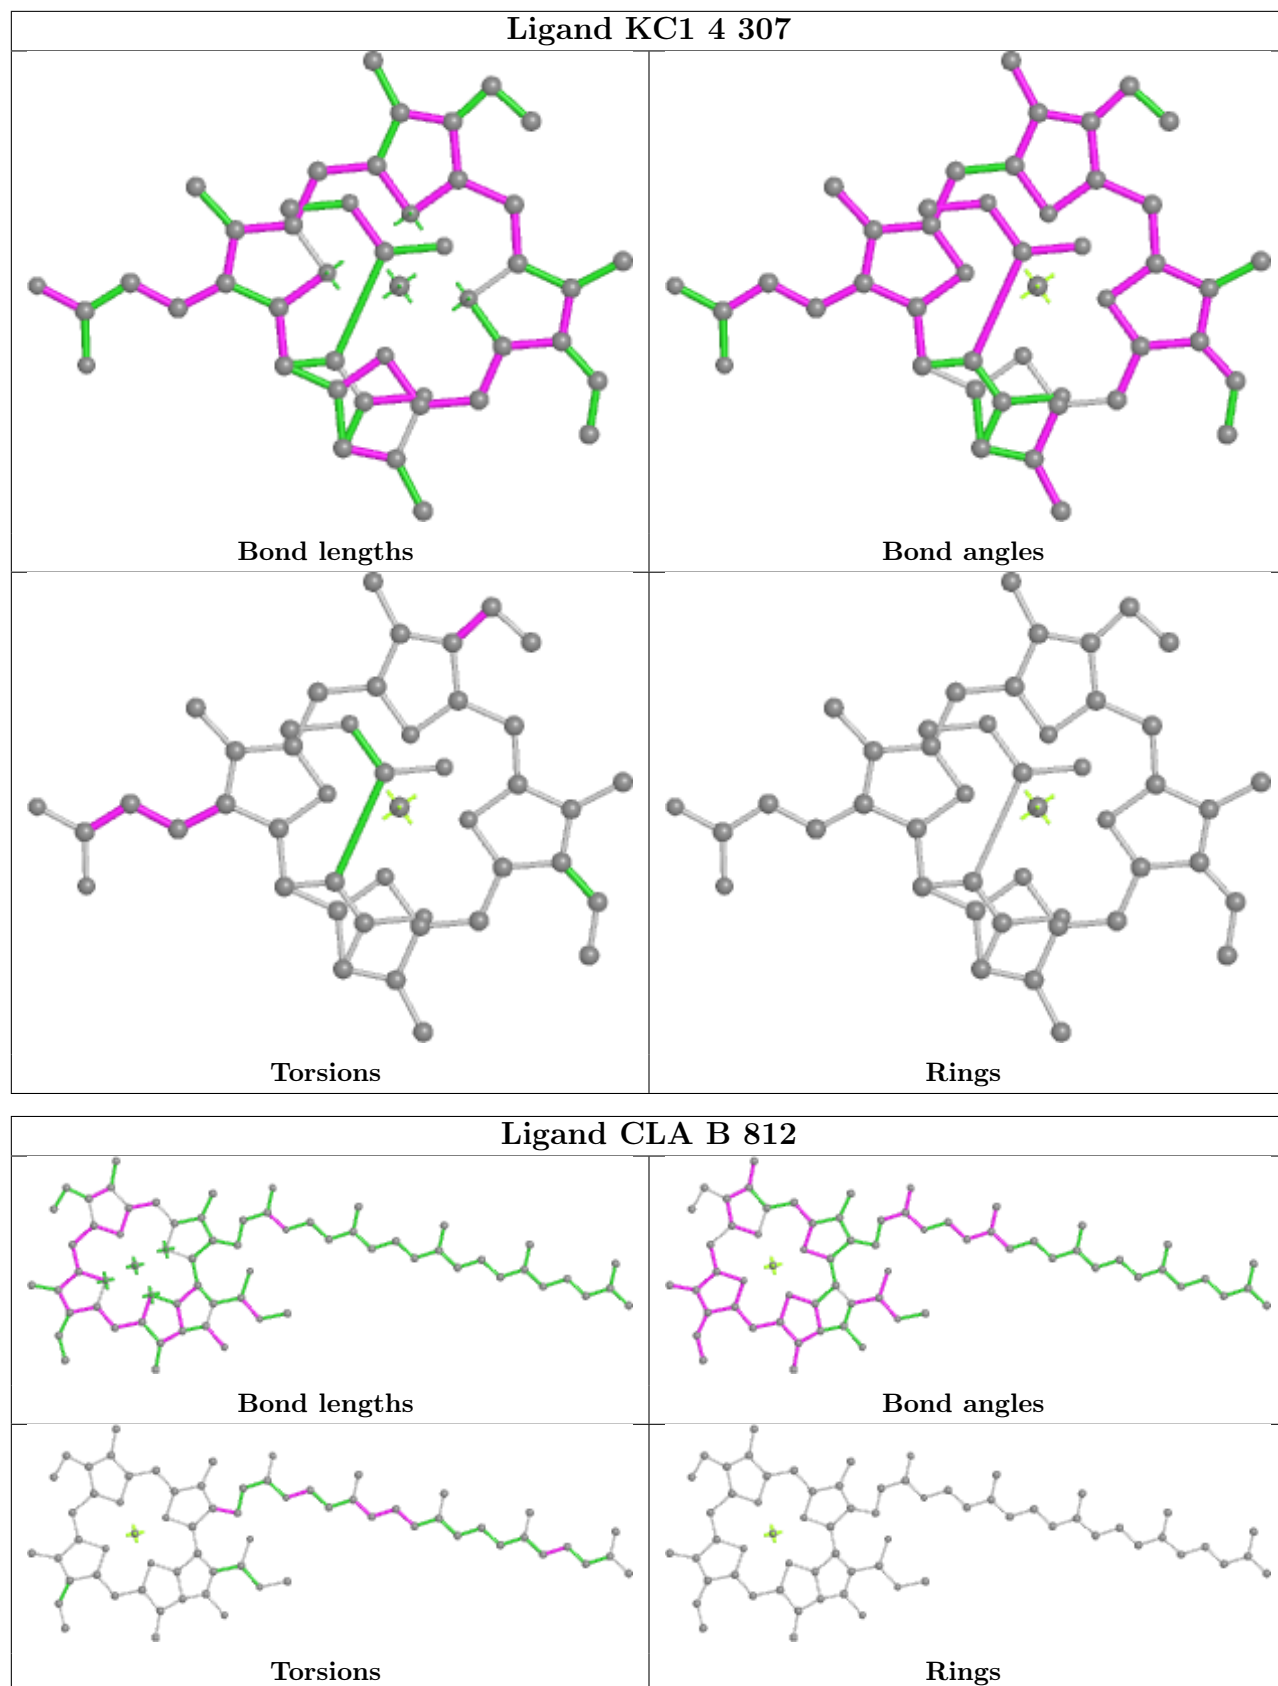 Ligand KC1 4 307
Bond lengths
Bond angles
Torsions
Rings
Ligand CLA B 812
Bond lengths
Bond angles
Torsions
Rings